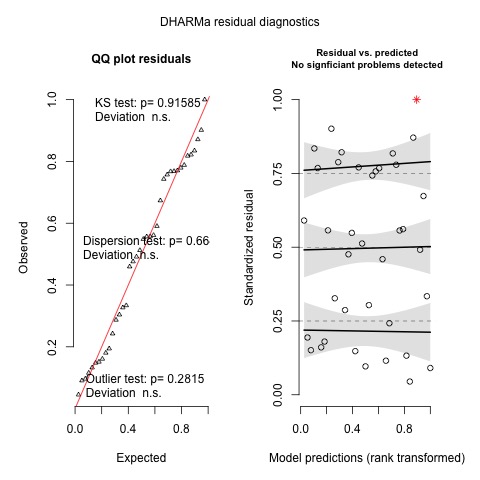 DHARMa residual diagnostics
QQ plot residuals
KS test: p= 0.91585
Deviation n.s.
Dispersion test: p= 0.66
Deviation n.s.
Outlier test: p= 0.2815
Deviation n.s.
Observed
0.2
0.4
0.6
0.8
1.0
0.0
0.4
0.8
Expected
Residual vs. predicted
No signficiant problems detected
Standardized residual
0.00
0.25
0.50
0.75
1.00
0.0
0.4
0.8
Model predictions (rank transformed)